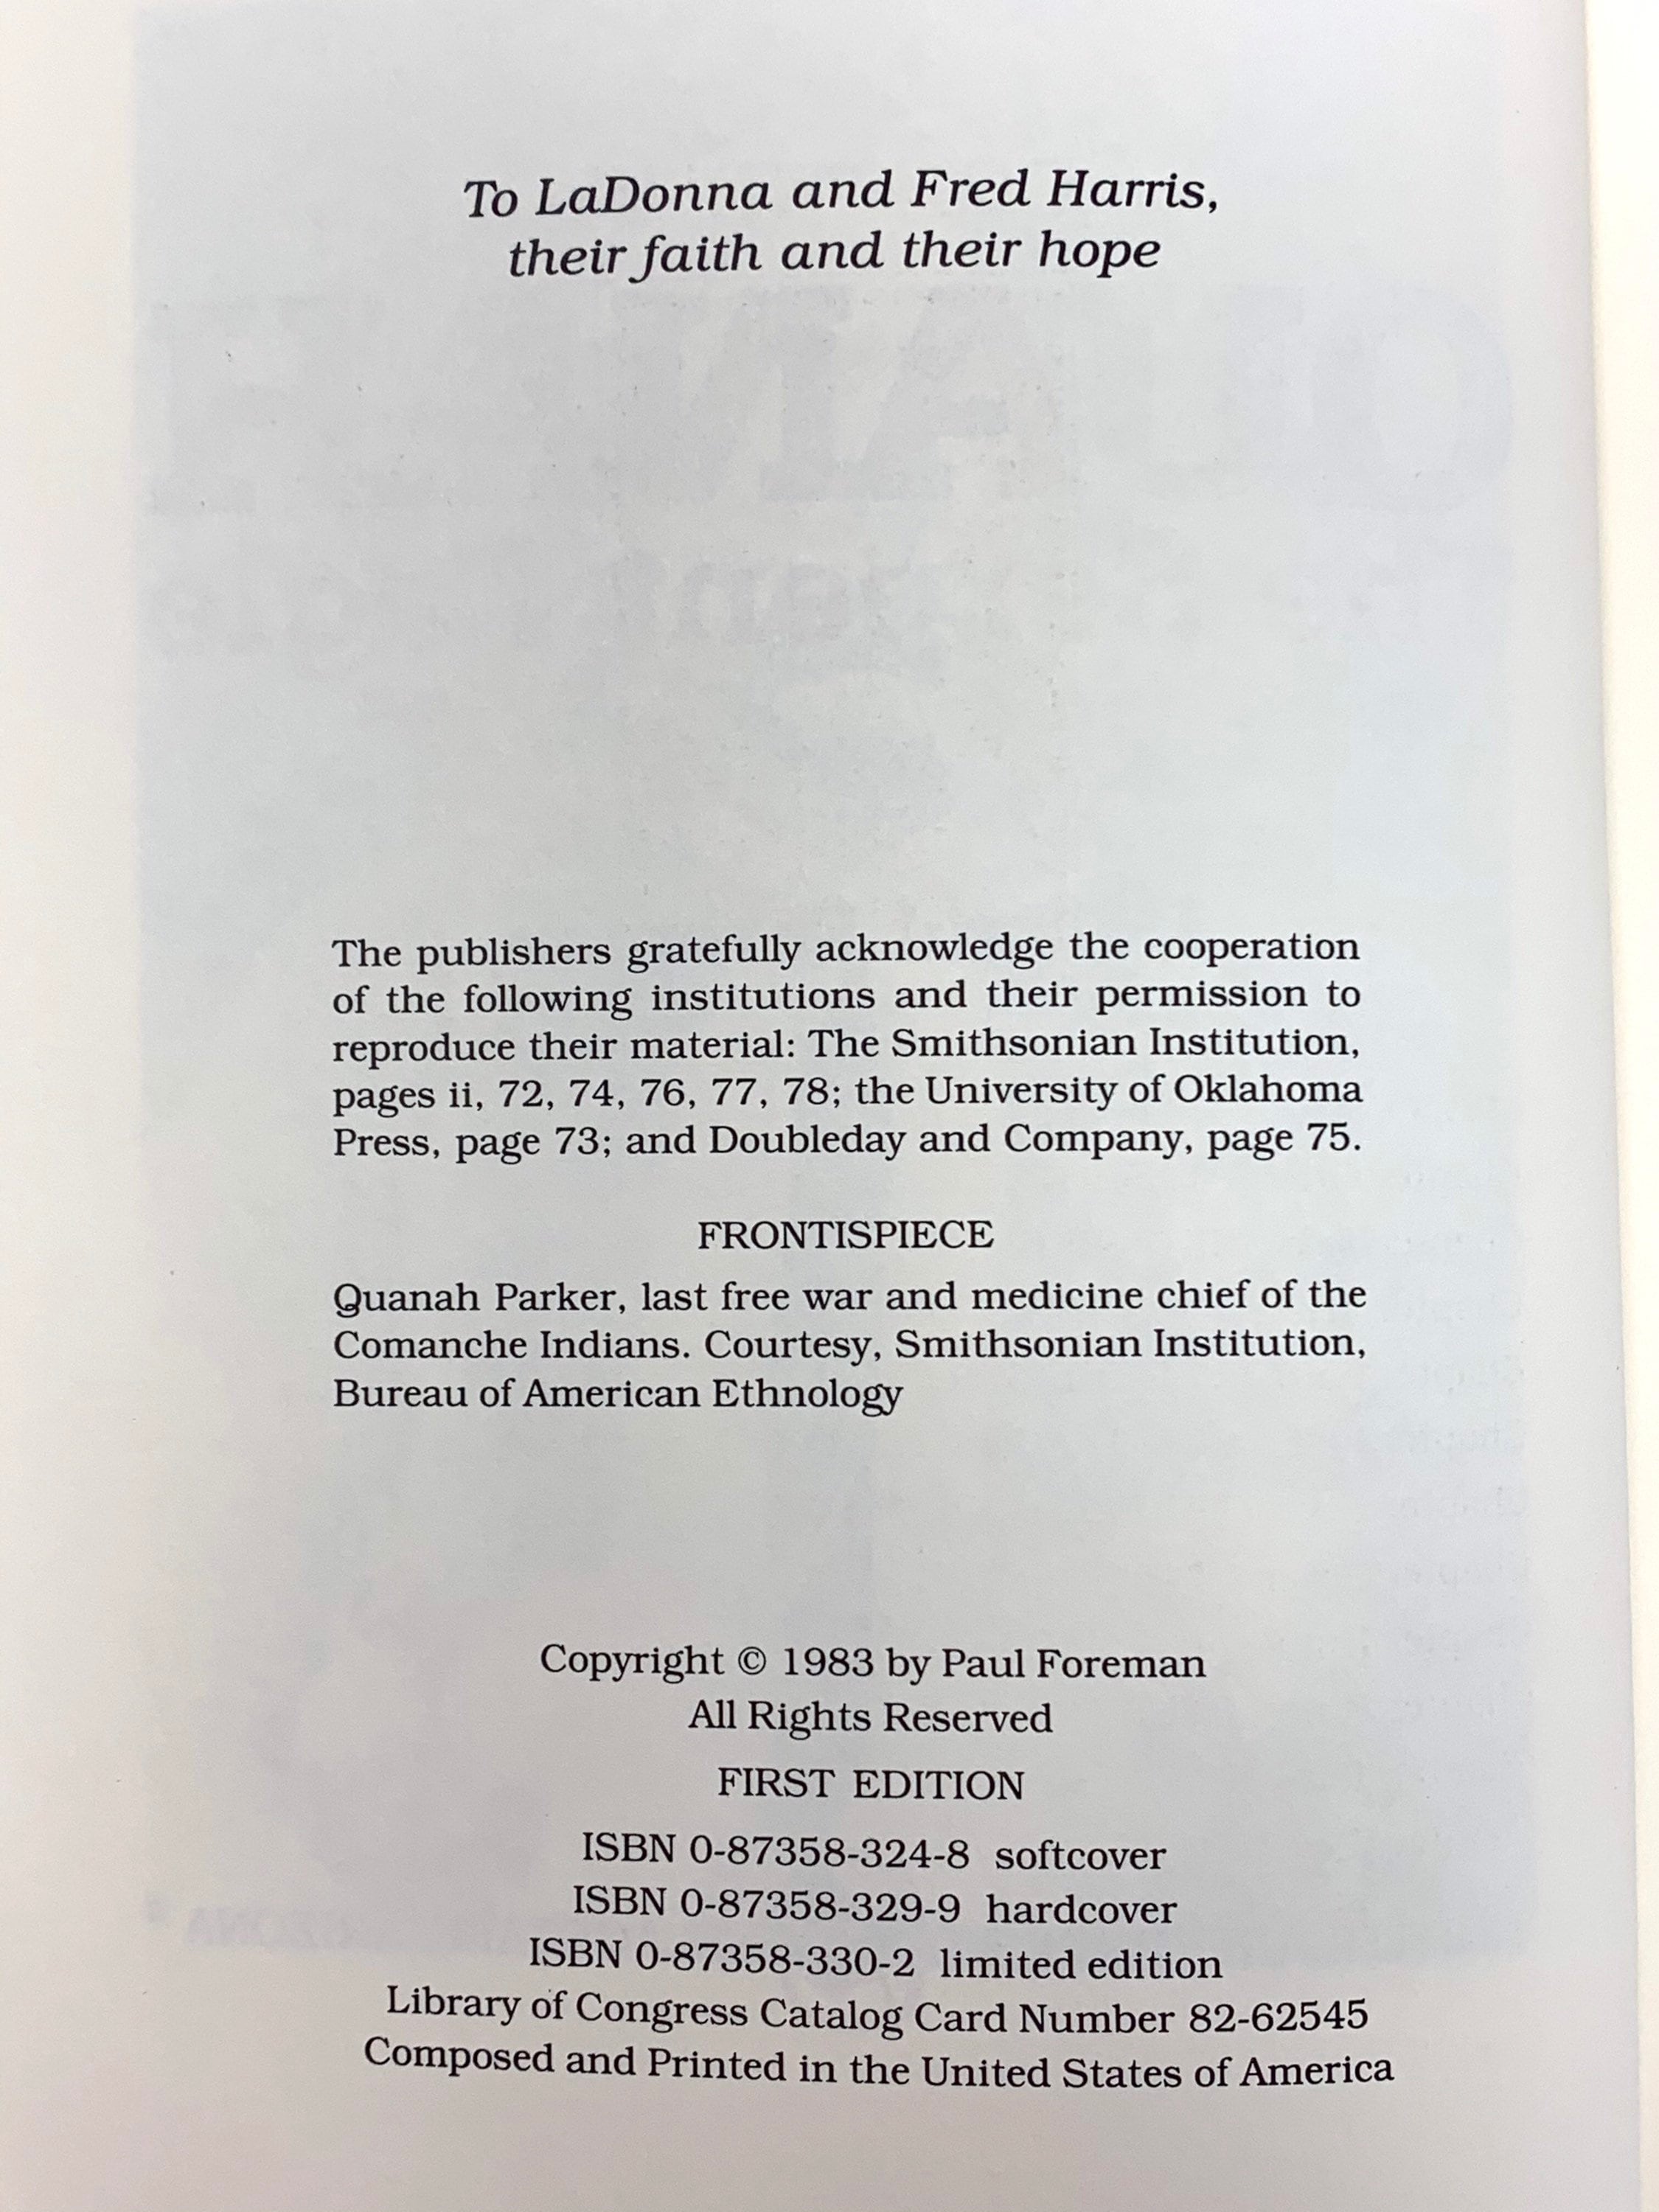 To LaDonna and Fred Harris,
their faith and their hope
The publishers gratefully acknowledge the cooperation
of the following institutions and their permission to
reproduce their material: The Smithsonian Institution,
pages ii, 72, 74, 76, 77, 78; the University of Oklahoma
Press, page 73; and Doubleday and Company, page 75.
FRONTISPIECE
Quanah Parker, last free war and medicine chief of the
Comanche Indians. Courtesy, Smithsonian Institution,
Bureau of American Ethnology
Copyright © 1983 by Paul Foreman
All Rights Reserved
FIRST EDITION
ISBN 0-87358-324-8 softcover
ISBN 0-87358-329-9 hardcover
ISBN 0-87358-330-2 limited edition
Library of Congress Catalog Card Number 82-62545
Composed and Printed in the United States of America